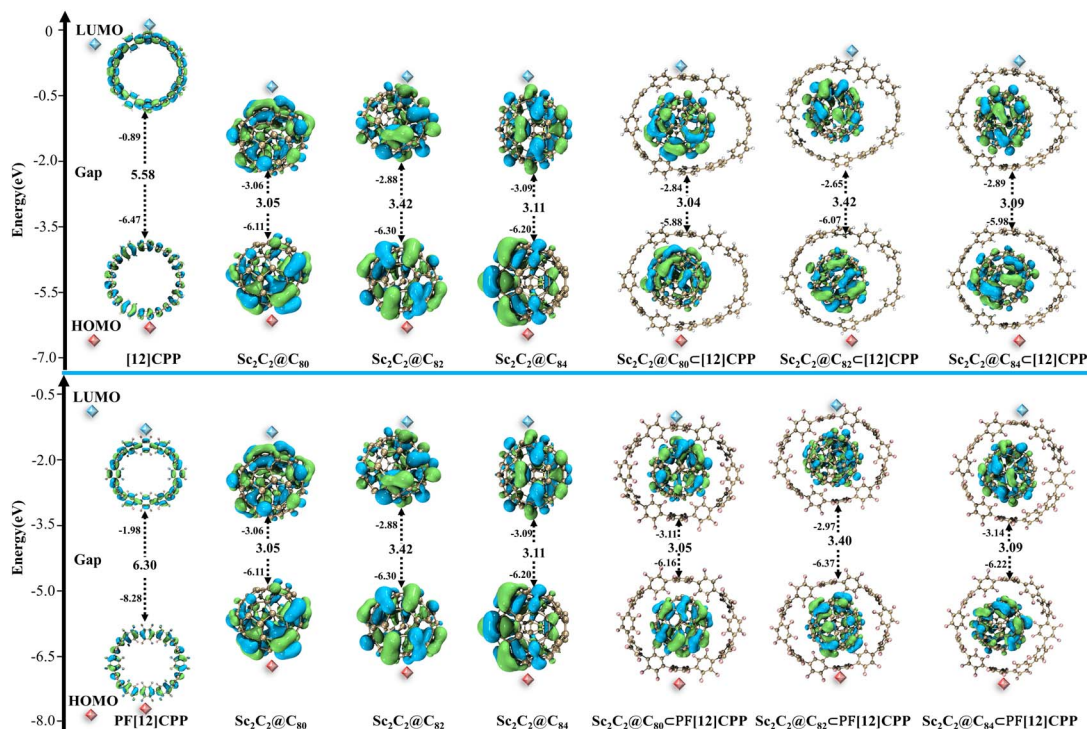 0
LUMO
-0.5
-2.0
-3.5
-5.5
-7.0
Energy(eV)
Gap
HOMO
-0.89
5.58
-6.47
-3.06
3.05
-6.11
-2.88
3.42
-6.30
-3.09
3.11
-6.20
-2.84
3.04
-5.88
-2.65
3.42
-6.07
-2.89
3.09
-5.98
[12]CPP
Sc₂C₂@C₈₀
Sc₂C₂@C₈₂
Sc₂C₂@C₈₄
Sc₂C₂@C₈₀⊂[12]CPP
Sc₂C₂@C₈₂⊂[12]CPP
Sc₂C₂@C₈₄⊂[12]CPP
-0.5
LUMO
-2.0
-3.5
-5.0
-6.5
-8.0
Energy(eV)
Gap
HOMO
-1.98
6.30
-8.28
-3.06
3.05
-6.11
-2.88
3.42
-6.30
-3.09
3.11
-6.20
-3.11
3.05
-6.16
-2.97
3.40
-6.37
-3.14
3.09
-6.22
PF[12]CPP
Sc₂C₂@C₈₀
Sc₂C₂@C₈₂
Sc₂C₂@C₈₄
Sc₂C₂@C₈₀⊂PF[12]CPP
Sc₂C₂@C₈₂⊂PF[12]CPP
Sc₂C₂@C₈₄⊂PF[12]CPP